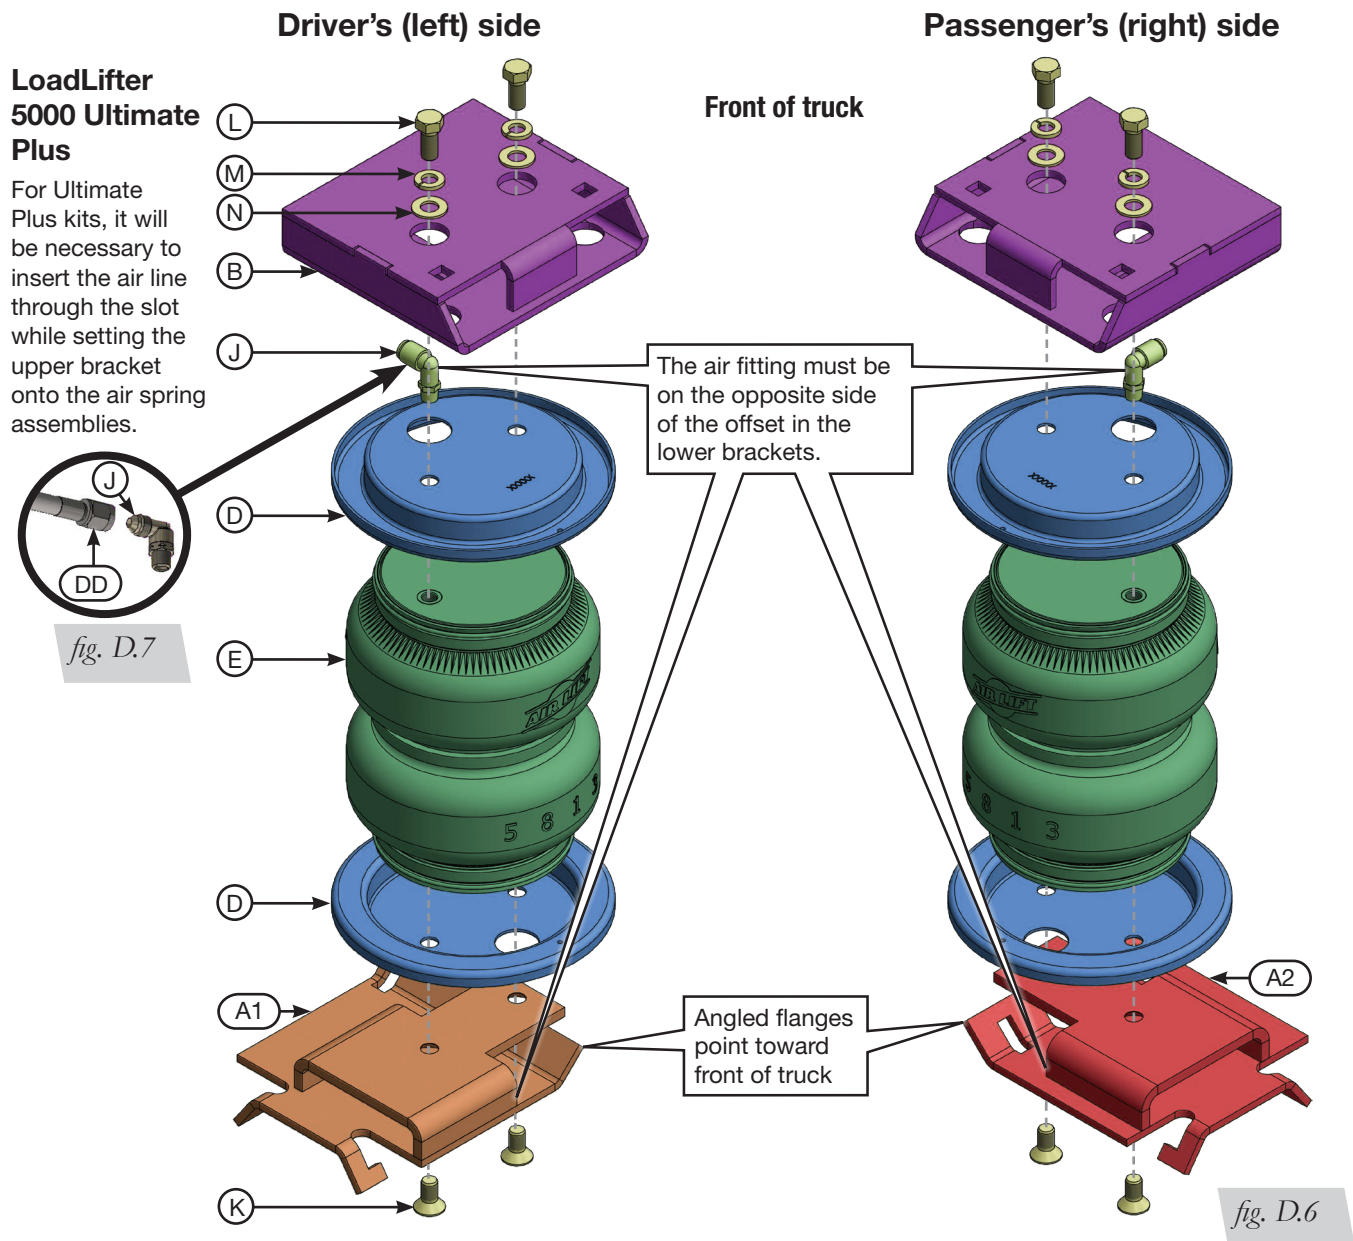 Driver's (left) side
Passenger's (right) side
LoadLifter
5000 Ultimate
Plus
For Ultimate
Plus kits, it will
be necessary to
insert the air line
through the slot
while setting the
upper bracket
onto the air spring
assemblies.
Front of truck
L
M
N
B
J
The air fitting must be
on the opposite side
of the offset in the
lower brackets.
XXXXX
XXXXX
D
J
DD
fig. D.7
E
AIR LIFT
AIR LIFT
5 8 1 3
5 8 1 3
D
A1
A2
Angled flanges
point toward
front of truck
K
fig. D.6